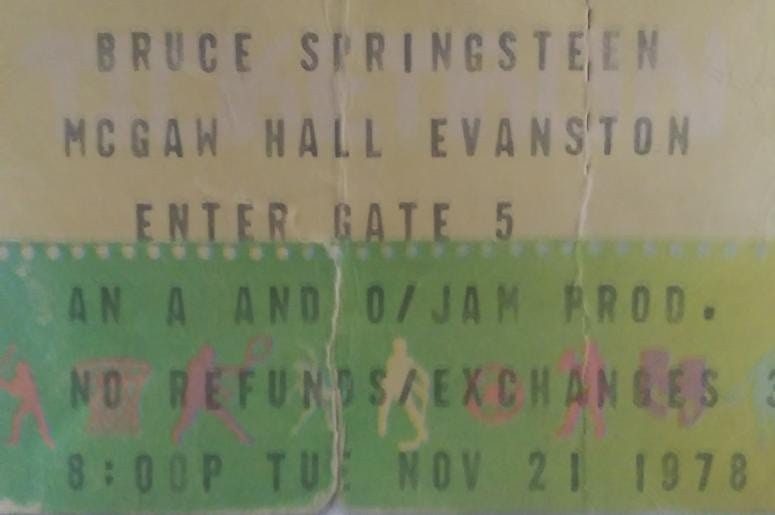 BRUCE SPRINGSTEEN
MCGAW HALL EVANSTON
ENTER GATE 5
AN A AND O/JAM PROD.
NO REFUNDS/EXCHANGES
8:00P TUE NOV 21 1978